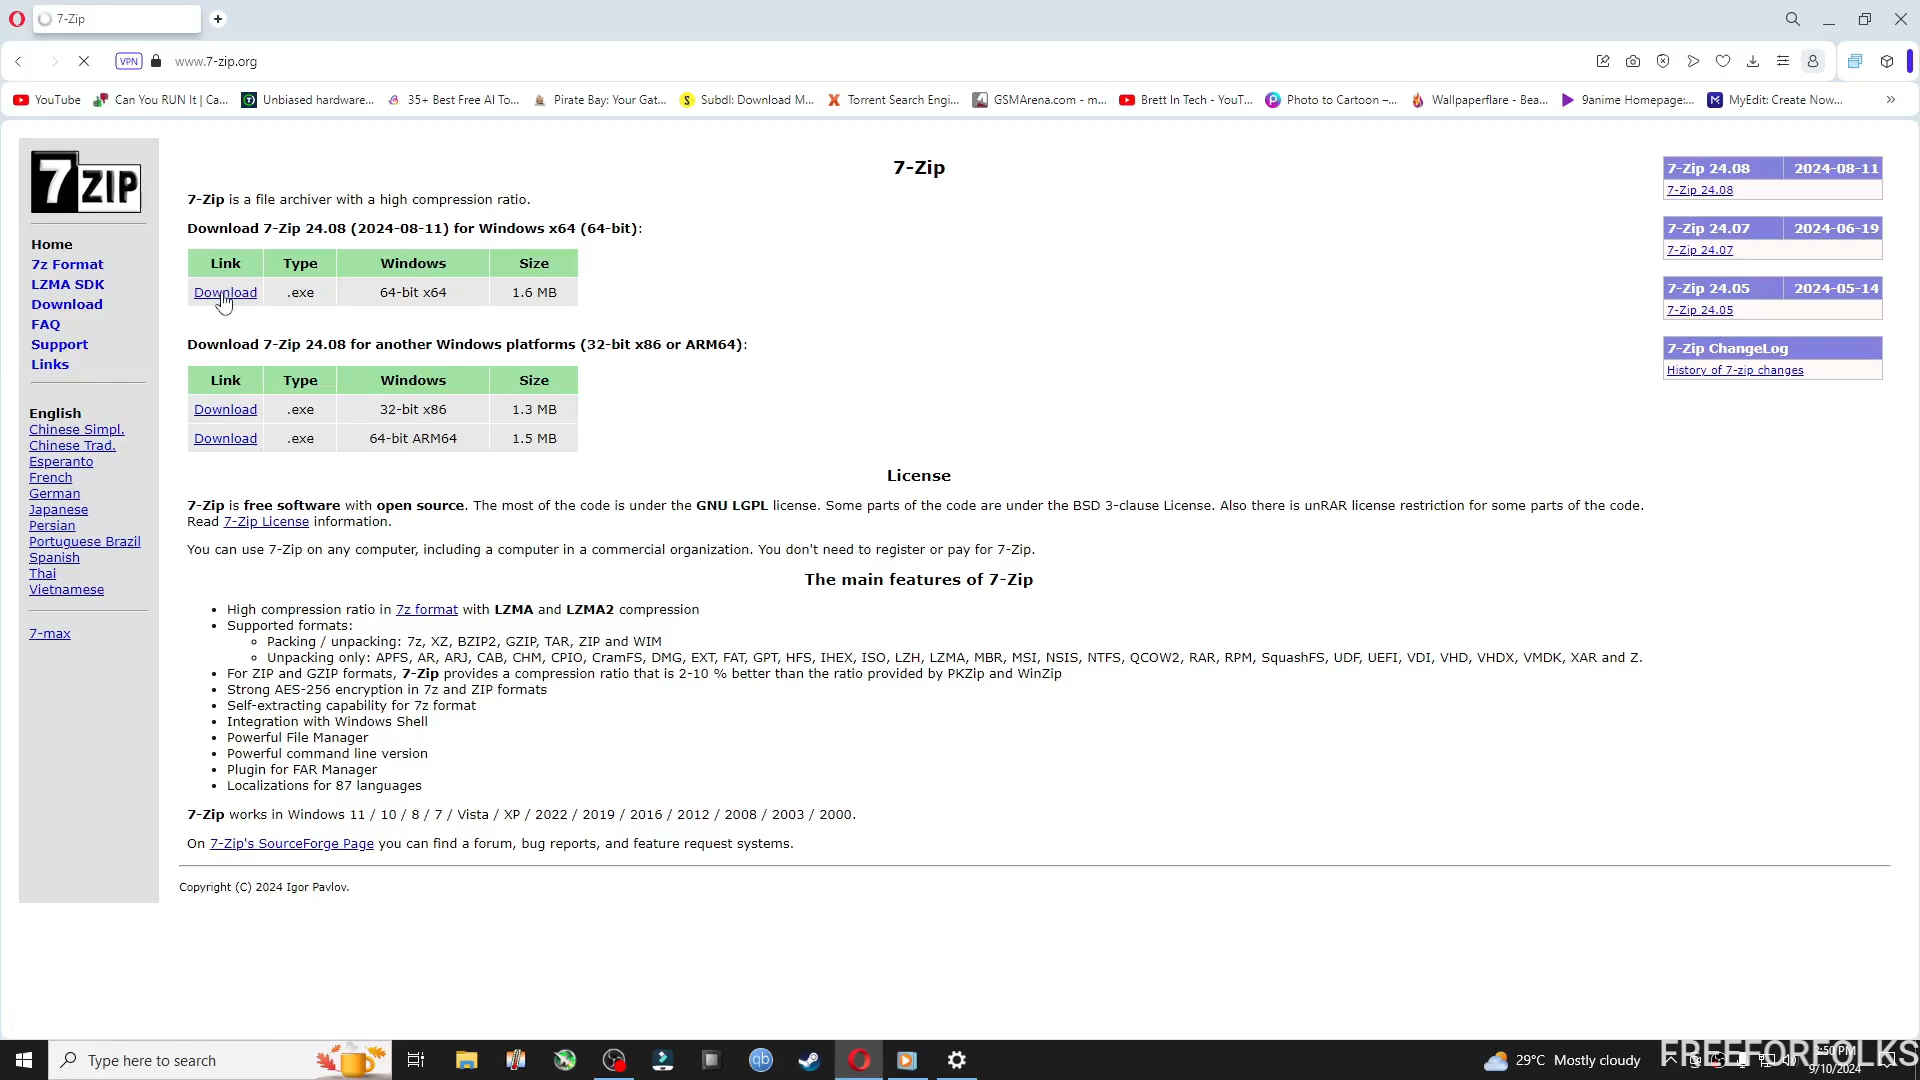 7-Zip
VPN
www.7-zip.org
YouTube
Can You RUN It | Ca...
Unbiased hardware...
35+ Best Free AI To...
Pirate Bay: Your Gat...
Subdl: Download M...
Torrent Search Engi...
GSMArena.com - m...
Brett In Tech - YouT...
Photo to Cartoon –...
Wallpaperflare - Bea...
9anime Homepage:...
MyEdit: Create Now...
7ZIP
Home
7z Format
LZMA SDK
Download
FAQ
Support
Links
English
Chinese Simpl.
Chinese Trad.
Esperanto
French
German
Japanese
Persian
Portuguese Brazil
Spanish
Thai
Vietnamese
7-max
7-Zip
7-Zip is a file archiver with a high compression ratio.
Download 7-Zip 24.08 (2024-08-11) for Windows x64 (64-bit):
Link Type Windows Size
Download .exe 64-bit x64 1.6 MB
Download 7-Zip 24.08 for another Windows platforms (32-bit x86 or ARM64):
Link Type Windows Size
Download .exe 32-bit x86 1.3 MB
Download .exe 64-bit ARM64 1.5 MB
License
7-Zip is free software with open source. The most of the code is under the GNU LGPL license. Some parts of the code are under the BSD 3-clause License. Also there is unRAR license restriction for some parts of the code.
Read 7-Zip License information.
You can use 7-Zip on any computer, including a computer in a commercial organization. You don't need to register or pay for 7-Zip.
The main features of 7-Zip
• High compression ratio in 7z format with LZMA and LZMA2 compression
• Supported formats:
◦ Packing / unpacking: 7z, XZ, BZIP2, GZIP, TAR, ZIP and WIM
◦ Unpacking only: APFS, AR, ARJ, CAB, CHM, CPIO, CramFS, DMG, EXT, FAT, GPT, HFS, IHEX, ISO, LZH, LZMA, MBR, MSI, NSIS, NTFS, QCOW2, RAR, RPM, SquashFS, UDF, UEFI, VDI, VHD, VHDX, VMDK, XAR and Z.
• For ZIP and GZIP formats, 7-Zip provides a compression ratio that is 2-10 % better than the ratio provided by PKZip and WinZip
• Strong AES-256 encryption in 7z and ZIP formats
• Self-extracting capability for 7z format
• Integration with Windows Shell
• Powerful File Manager
• Powerful command line version
• Plugin for FAR Manager
• Localizations for 87 languages
7-Zip works in Windows 11 / 10 / 8 / 7 / Vista / XP / 2022 / 2019 / 2016 / 2012 / 2008 / 2003 / 2000.
On 7-Zip's SourceForge Page you can find a forum, bug reports, and feature request systems.
Copyright (C) 2024 Igor Pavlov.
7-Zip 24.08 2024-08-11
7-Zip 24.08
7-Zip 24.07 2024-06-19
7-Zip 24.07
7-Zip 24.05 2024-05-14
7-Zip 24.05
7-Zip ChangeLog
History of 7-zip changes
Type here to search
qb
29°C Mostly cloudy
FREEFORFOLKS
9/10/2024